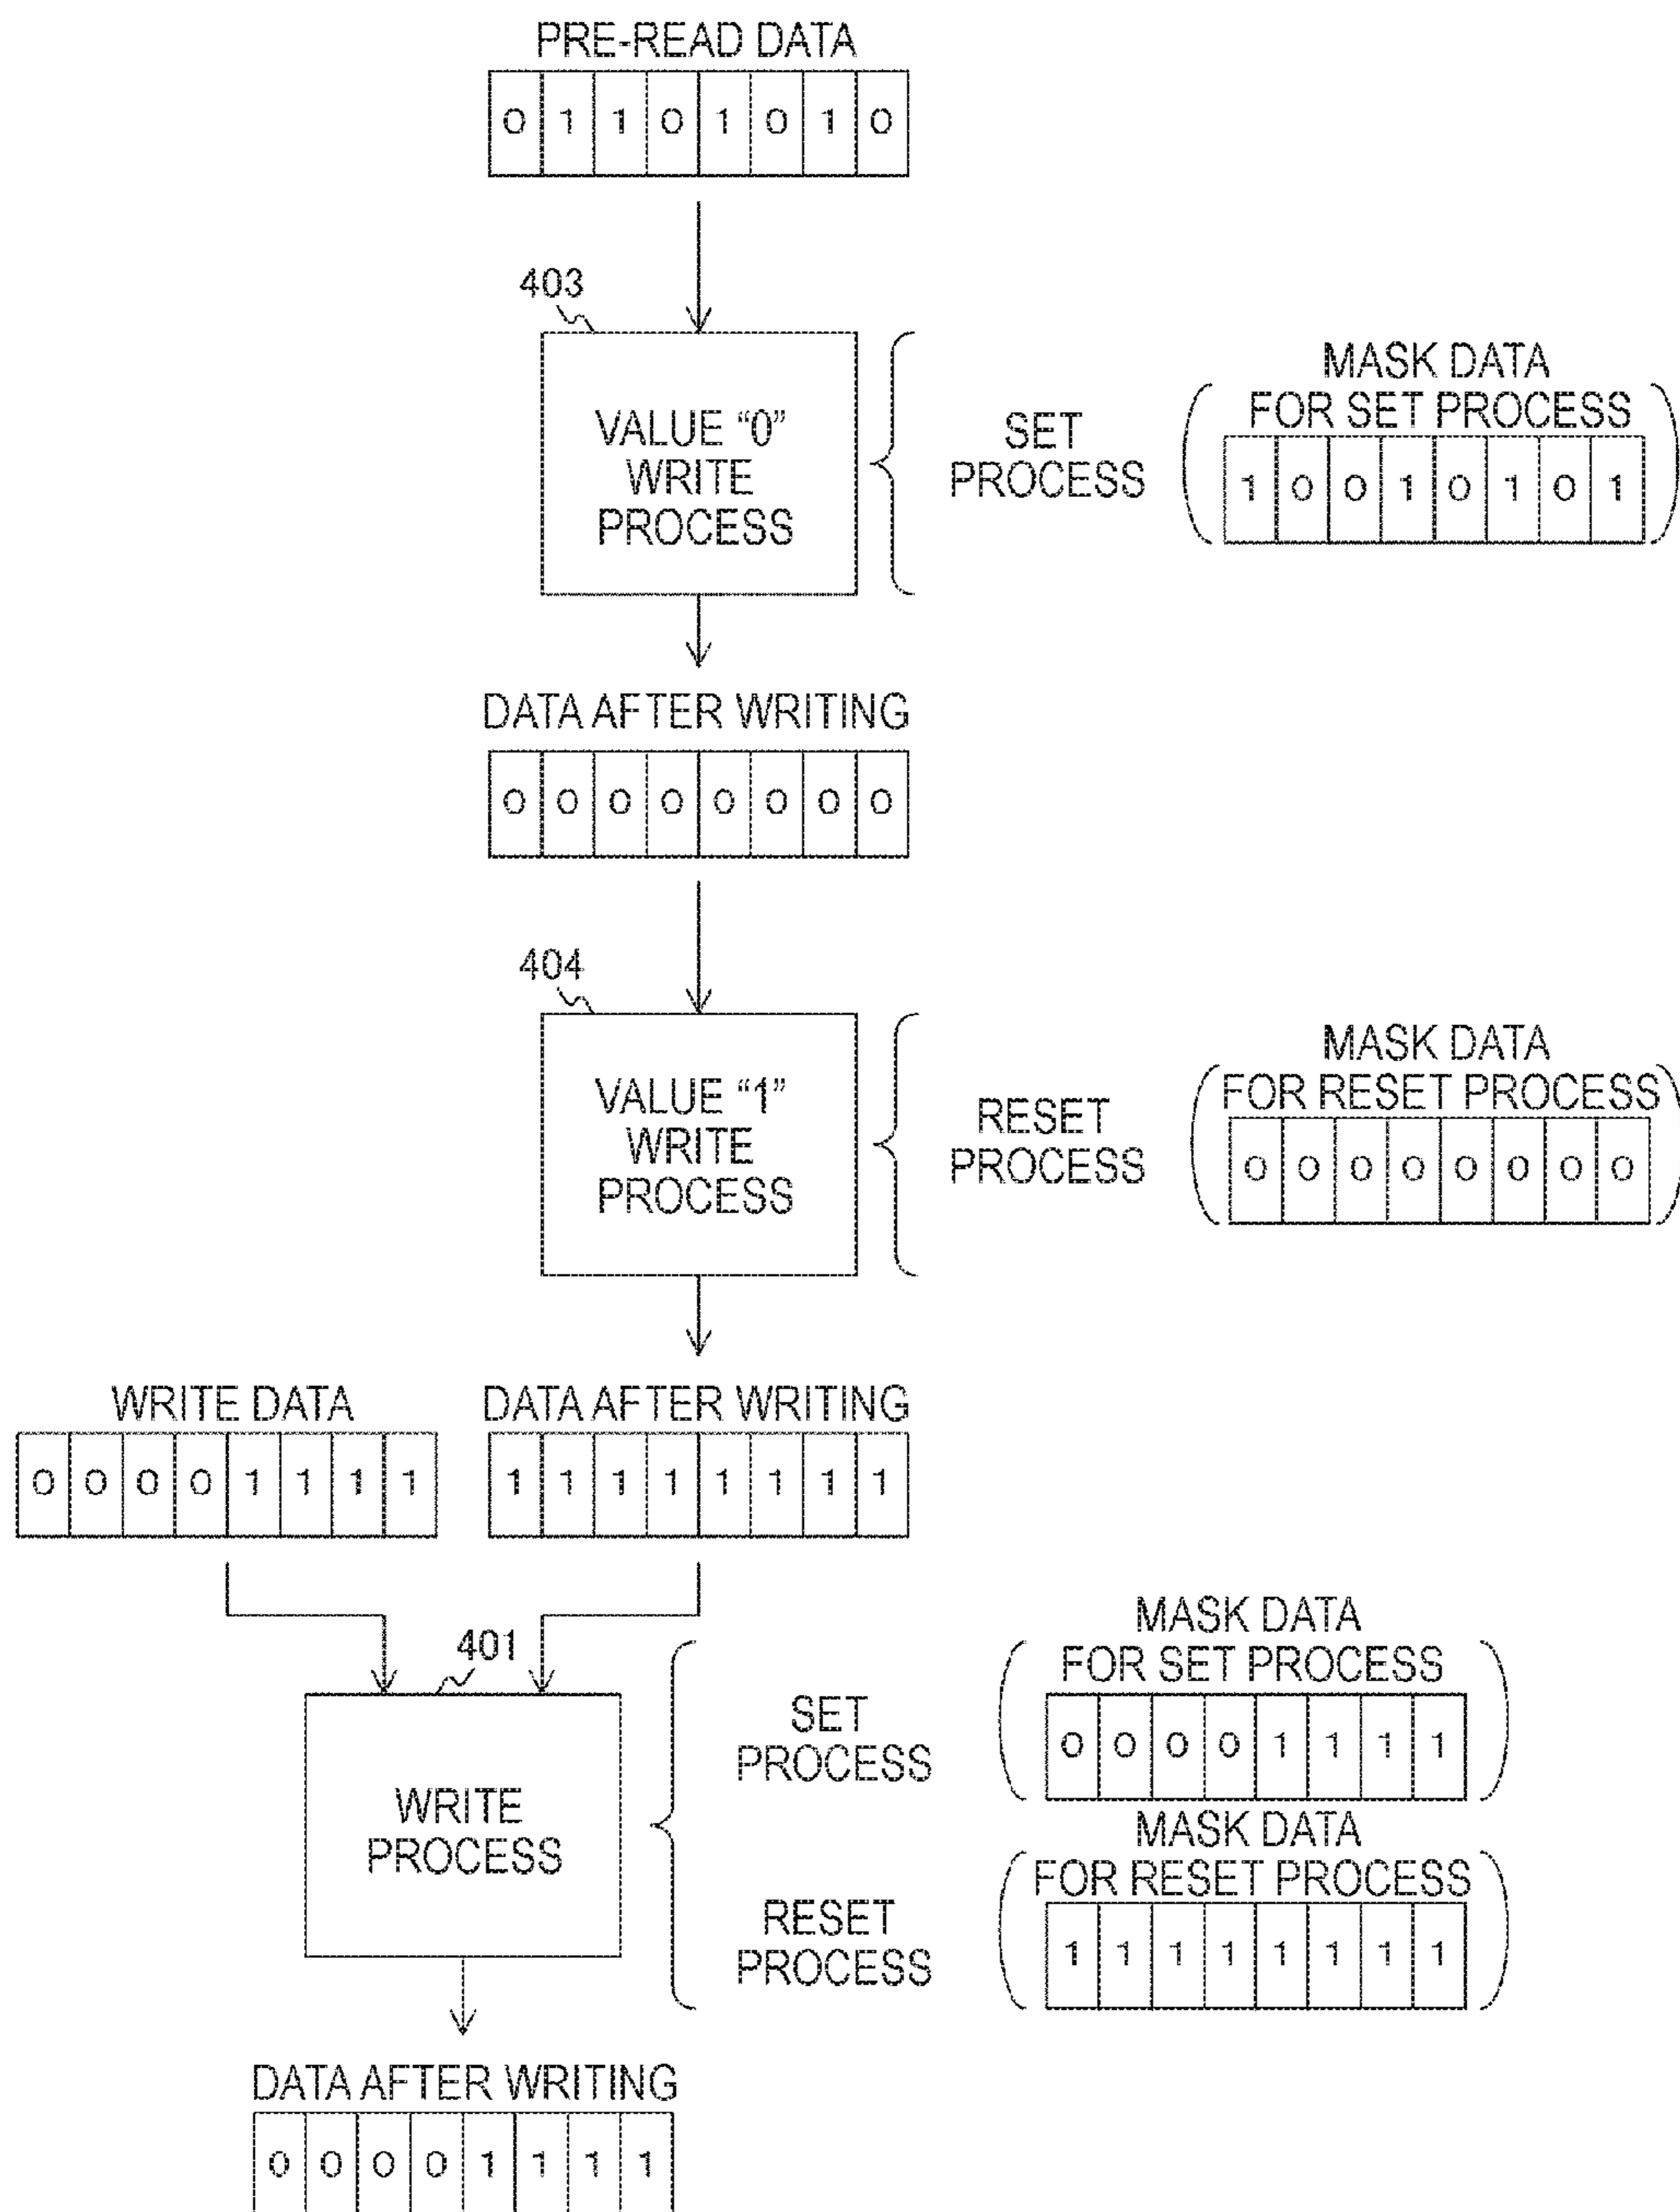 PRE-READ DATA
0 1 1 0 1 0 1 0
403
VALUE “0”
WRITE
PROCESS
SET
PROCESS
MASK DATA
FOR SET PROCESS
1 0 0 1 0 1 0 1
DATA AFTER WRITING
0 0 0 0 0 0 0 0
404
VALUE “1”
WRITE
PROCESS
RESET
PROCESS
MASK DATA
FOR RESET PROCESS
0 0 0 0 0 0 0 0
WRITE DATA
0 0 0 0 1 1 1 1
DATA AFTER WRITING
1 1 1 1 1 1 1 1
401
WRITE
PROCESS
SET
PROCESS
MASK DATA
FOR SET PROCESS
0 0 0 0 1 1 1 1
RESET
PROCESS
MASK DATA
FOR RESET PROCESS
1 1 1 1 1 1 1 1
DATA AFTER WRITING
0 0 0 0 1 1 1 1